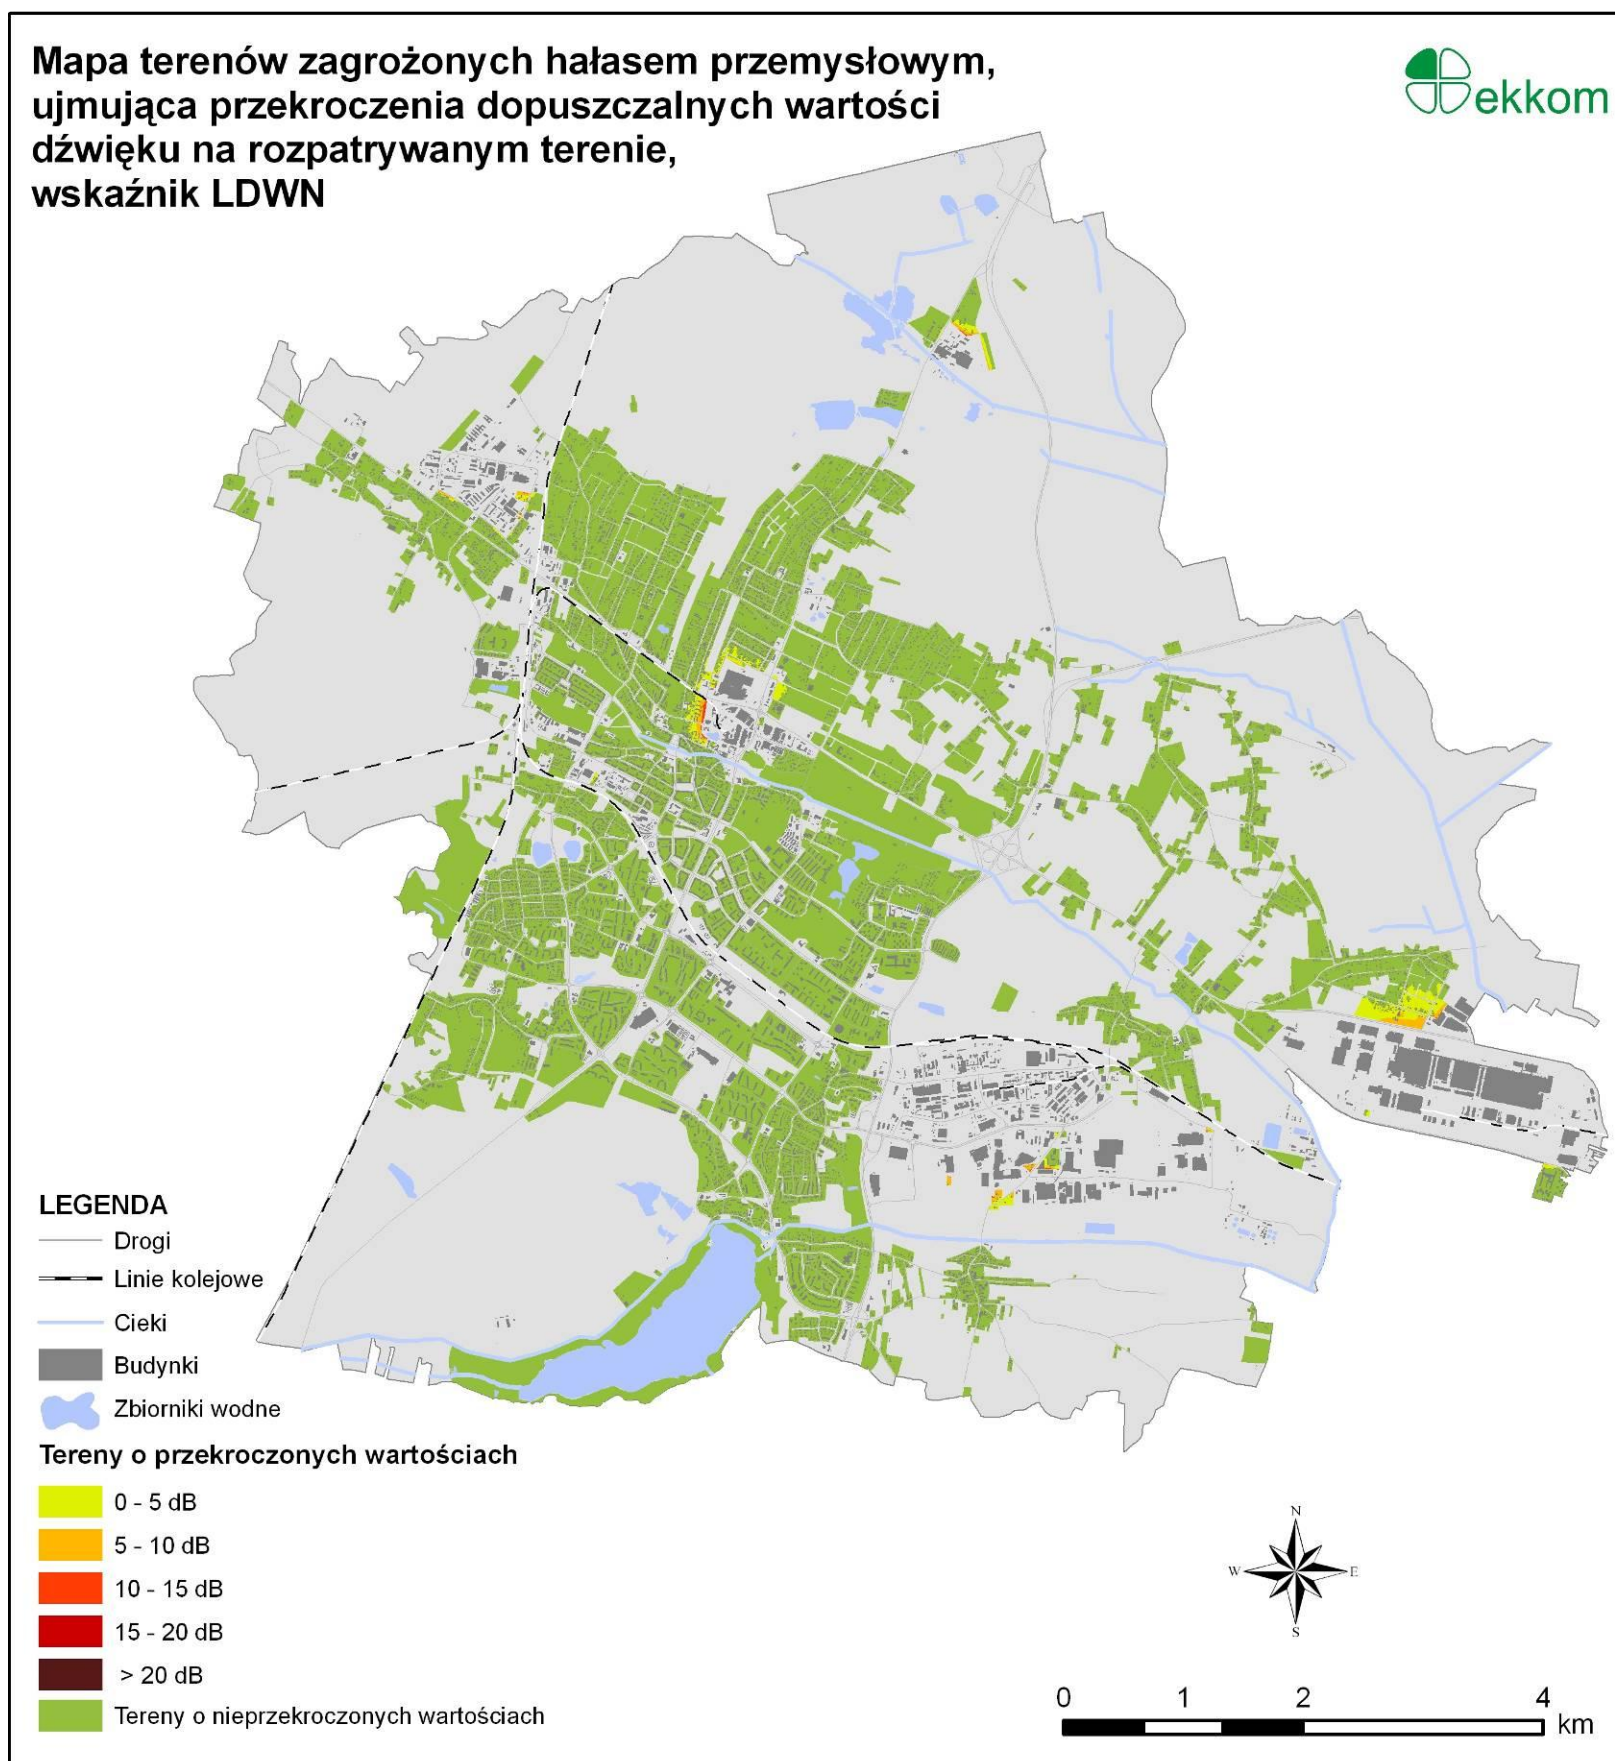 Mapa terenów zagrożonych hałasem przemysłowym,
ujmująca przekroczenia dopuszczalnych wartości
dźwięku na rozpatrywanym terenie,
wskaźnik LDWN
ekkom
LEGENDA
Drogi
Linie kolejowe
Cieki
Budynki
Zbiorniki wodne
Tereny o przekroczonych wartościach
0 - 5 dB
5 - 10 dB
10 - 15 dB
15 - 20 dB
> 20 dB
Tereny o nieprzekroczonych wartościach
N
W E
S
0 1 2 4
km